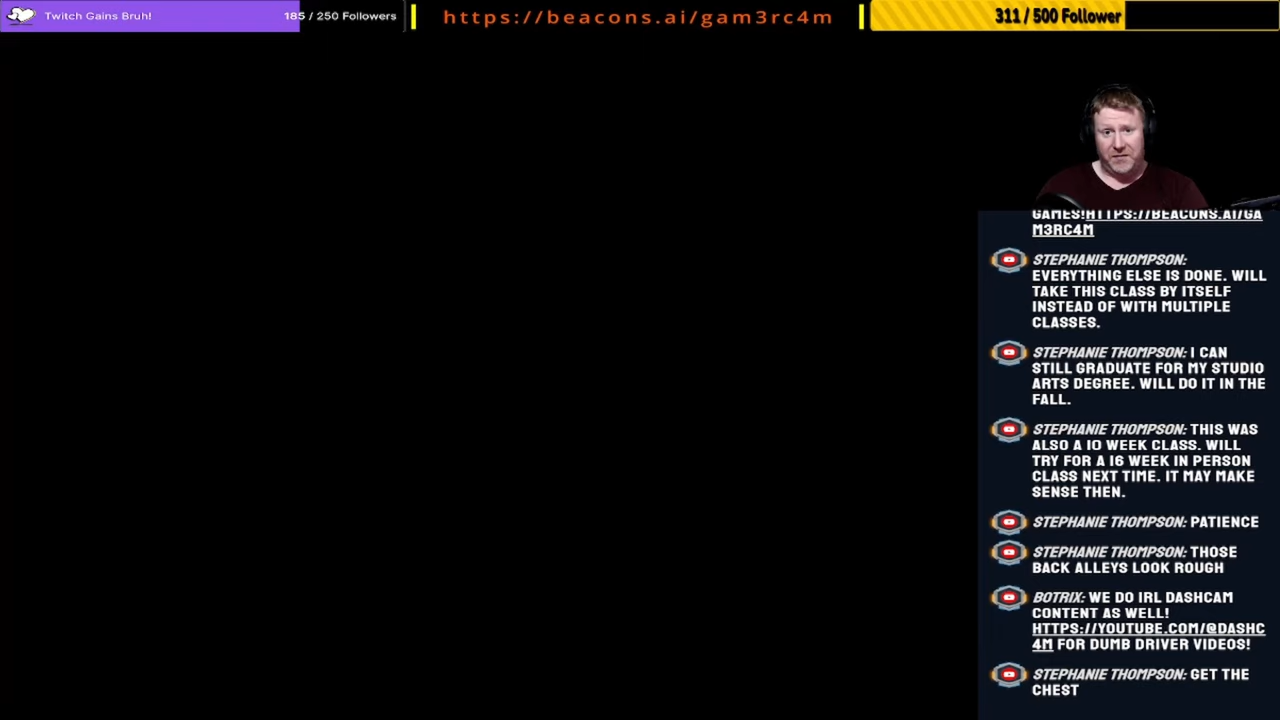 Twitch Gains Bruh!
185 / 250 Followers
https://beacons.ai/gam3rc4m
311 / 500 Follower
GAMES!HTTPS://BEACONS.AI/GA
M3RC4M
STEPHANIE THOMPSON:
EVERYTHING ELSE IS DONE. WILL
TAKE THIS CLASS BY ITSELF
INSTEAD OF WITH MULTIPLE
CLASSES.
STEPHANIE THOMPSON: I CAN
STILL GRADUATE FOR MY STUDIO
ARTS DEGREE. WILL DO IT IN THE
FALL.
STEPHANIE THOMPSON: THIS WAS
ALSO A 10 WEEK CLASS. WILL
TRY FOR A 16 WEEK IN PERSON
CLASS NEXT TIME. IT MAY MAKE
SENSE THEN.
STEPHANIE THOMPSON: PATIENCE
STEPHANIE THOMPSON: THOSE
BACK ALLEYS LOOK ROUGH
BOTRIX: WE DO IRL DASHCAM
CONTENT AS WELL!
HTTPS://YOUTUBE.COM/@DASHC
4M FOR DUMB DRIVER VIDEOS!
STEPHANIE THOMPSON: GET THE
CHEST